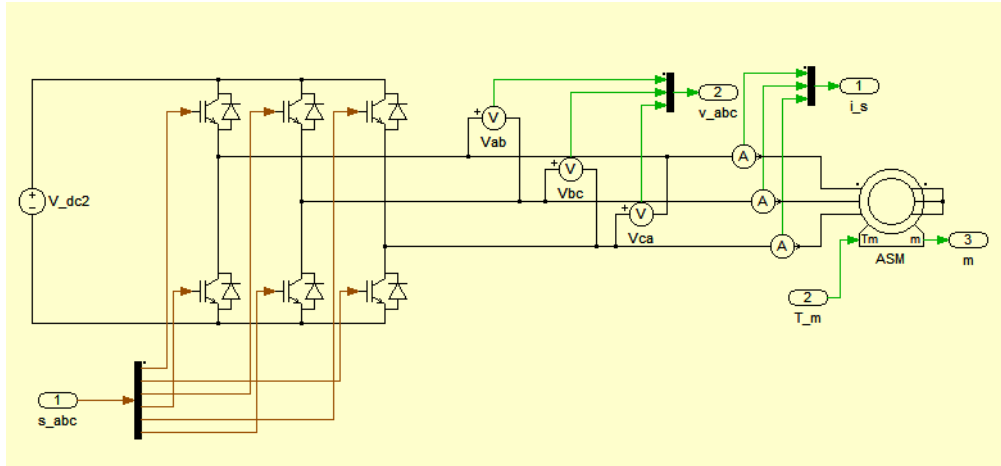 V_dc2
1
s_abc
V
Vab
V
Vbc
V
Vca
2
v_abc
1
i_s
A
A
A
Tm
m
ASM
3
m
2
T_m